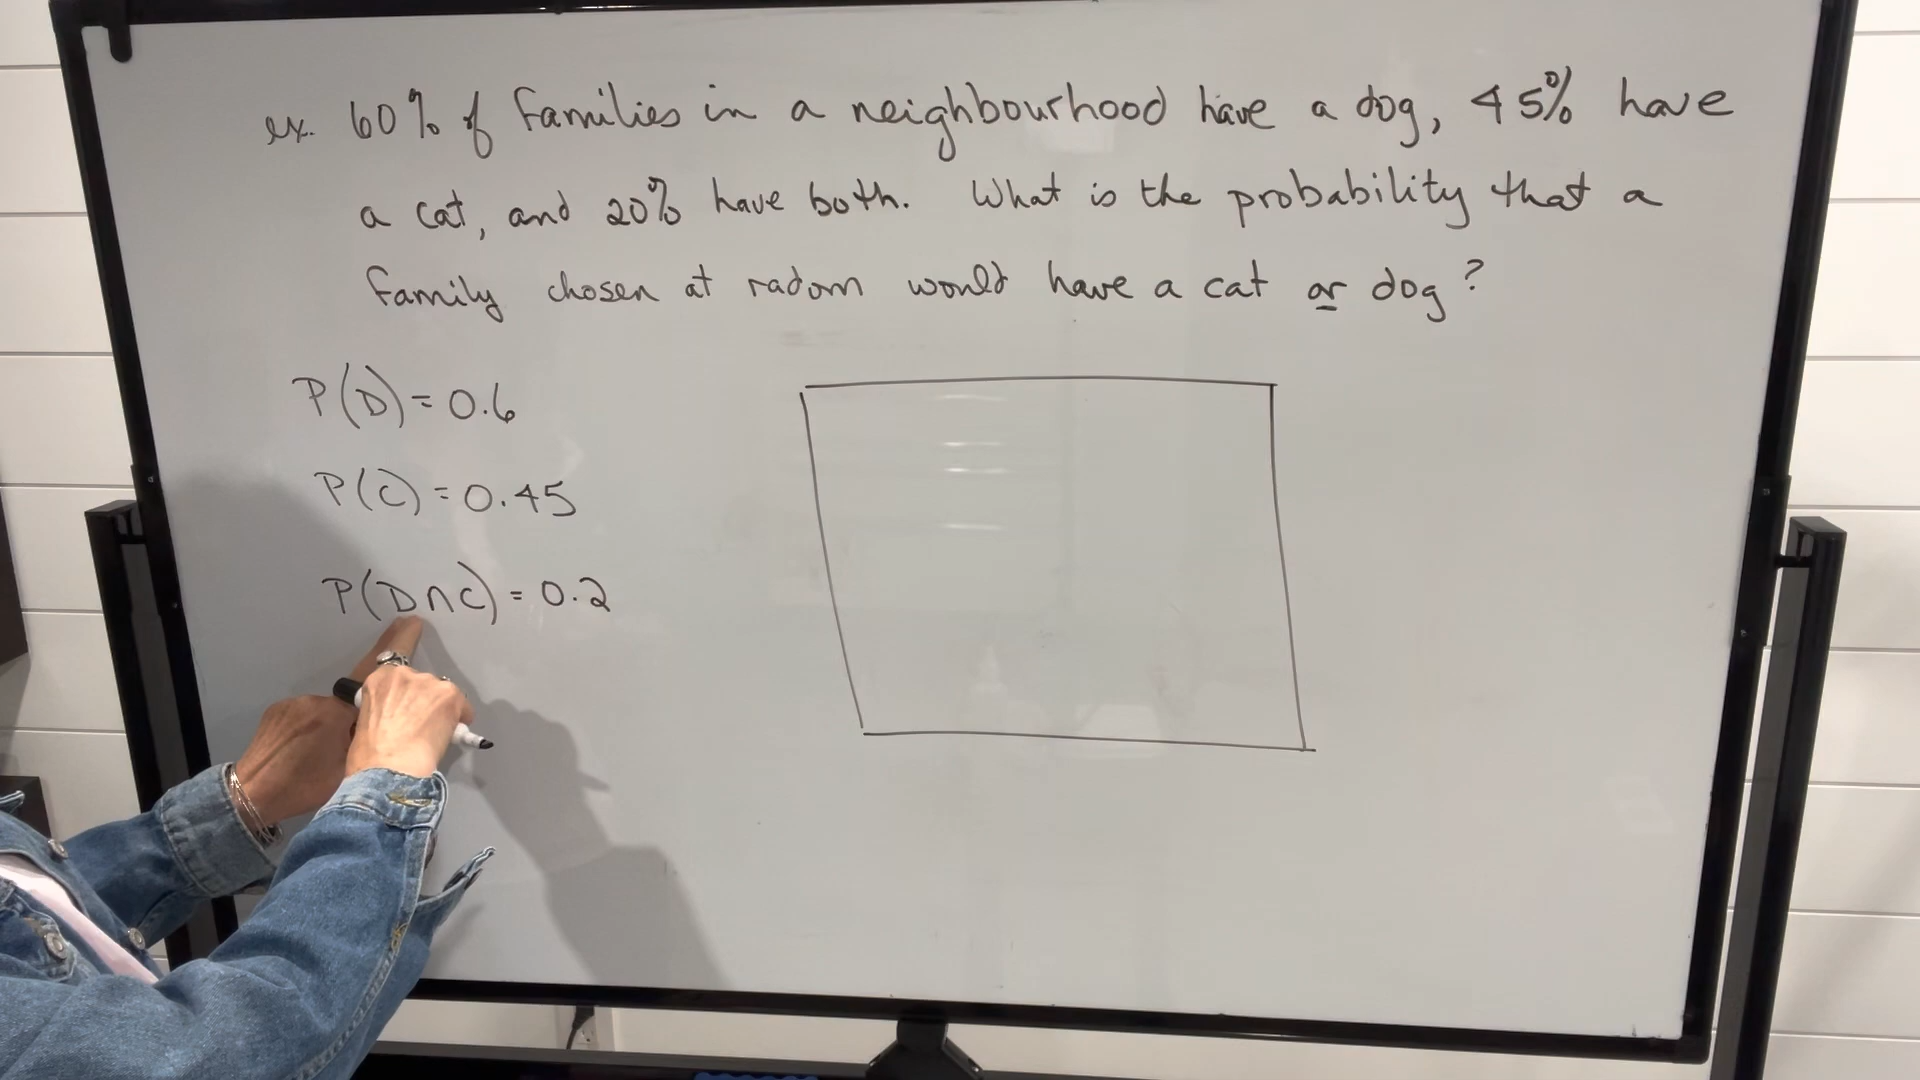 ex. 60% of families in a neighbourhood have a dog, 45% have
a cat, and 20% have both. What is the probability that a
family chosen at radom would have a cat or dog?
P(D) = 0.6
P(C) = 0.45
P(D∩C) = 0.2